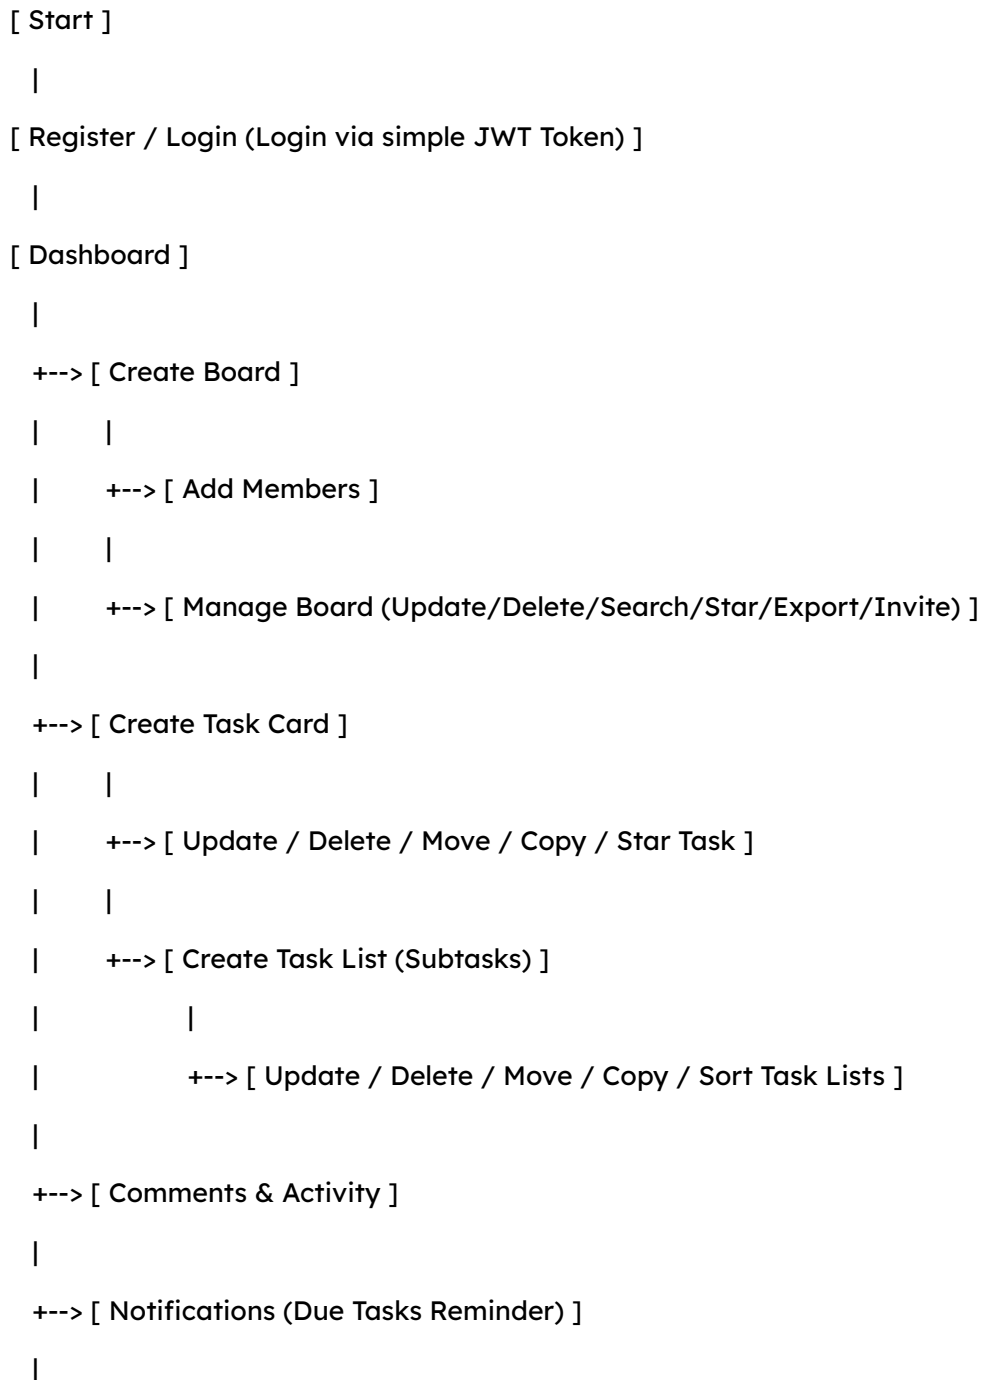 [ Start ]
|
[ Register / Login (Login via simple JWT Token) ]
|
[ Dashboard ]
|
+--> [ Create Board ]
|       |
|       +--> [ Add Members ]
|       |
|       +--> [ Manage Board (Update/Delete/Search/Star/Export/Invite) ]
|
+--> [ Create Task Card ]
|       |
|       +--> [ Update / Delete / Move / Copy / Star Task ]
|       |
|       +--> [ Create Task List (Subtasks) ]
|               |
|               +--> [ Update / Delete / Move / Copy / Sort Task Lists ]
|
+--> [ Comments & Activity ]
|
+--> [ Notifications (Due Tasks Reminder) ]
|